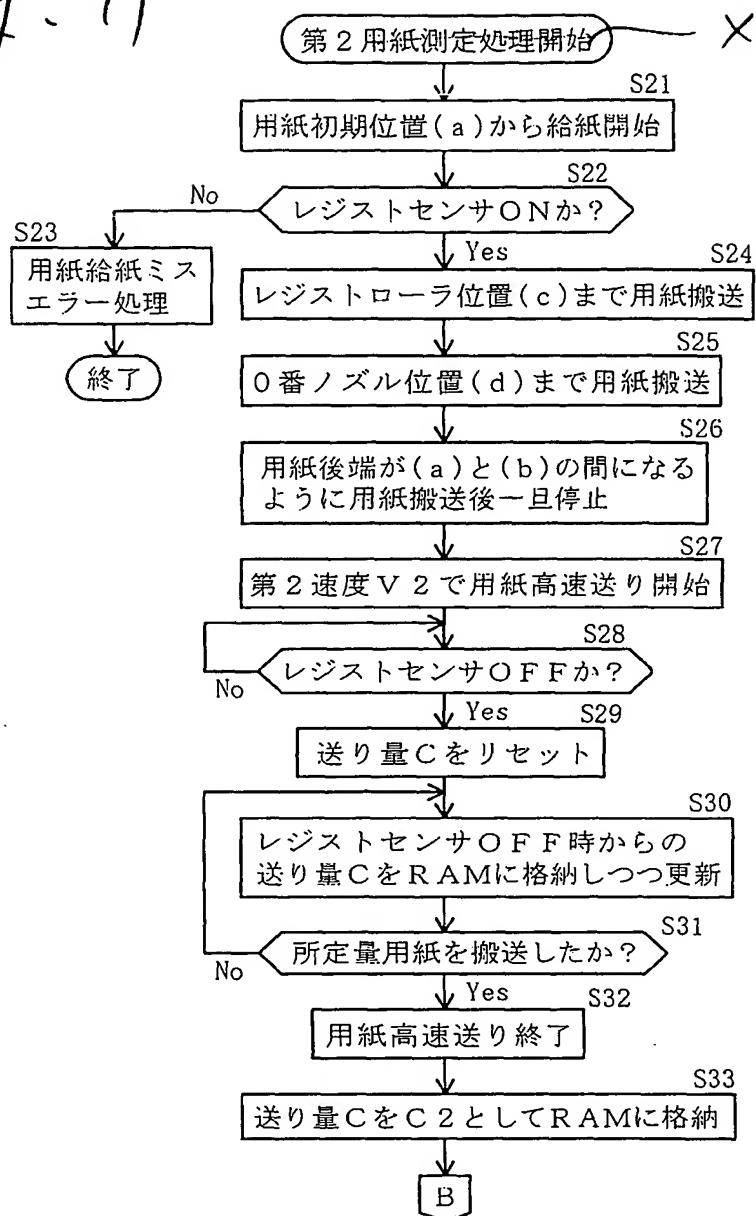 第2用紙測定処理開始
X
S21
用紙初期位置(a)から給紙開始
S22
レジストセンサONか?
No
Yes
S23
用紙給紙ミス
エラー処理
終了
S24
レジストローラ位置(c)まで用紙搬送
S25
0番ノズル位置(d)まで用紙搬送
S26
用紙後端が(a)と(b)の間になる
ように用紙搬送後一旦停止
S27
第2速度V2で用紙高速送り開始
S28
レジストセンサOFFか?
No
Yes
S29
送り量Cをリセット
S30
レジストセンサOFF時からの
送り量CをRAMに格納しつつ更新
S31
所定量用紙を搬送したか?
No
Yes
S32
用紙高速送り終了
S33
送り量CをC2としてRAMに格納
B